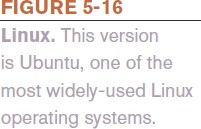 FIGURE 5-16
Linux. This version
is Ubuntu, one of the
most widely-used Linux
operating systems.